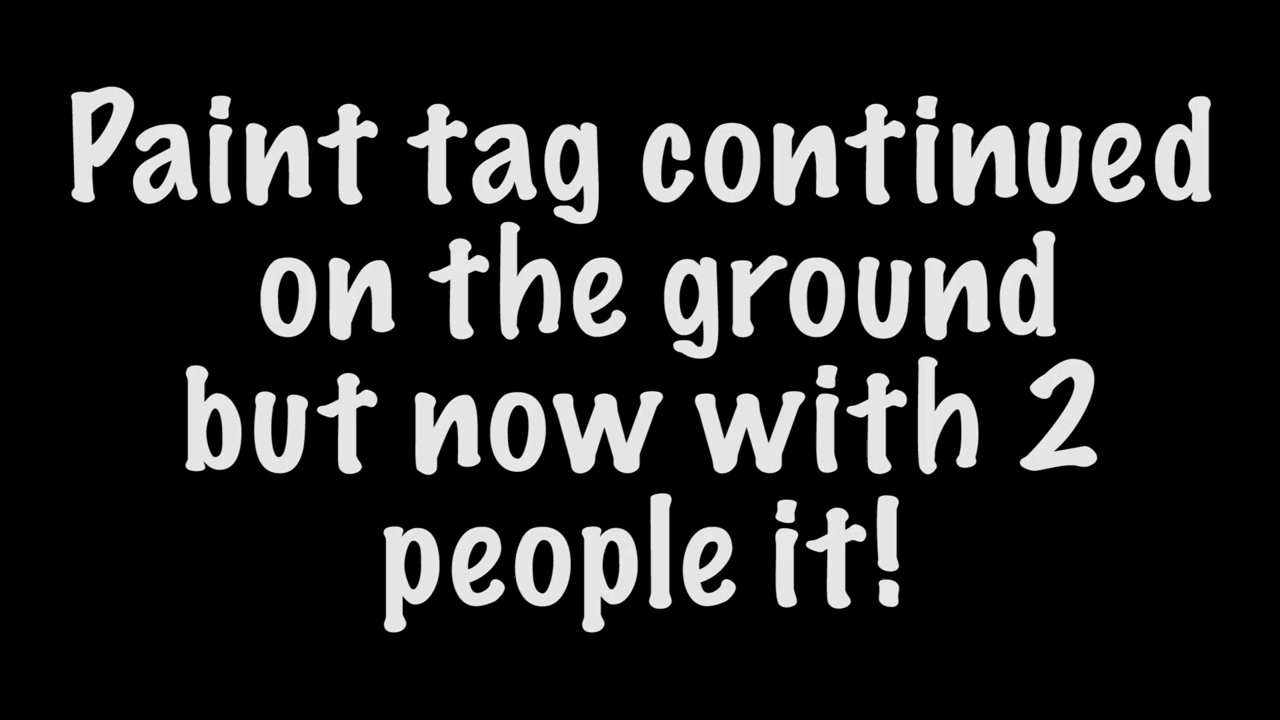 Paint tag continued
on the ground
but now with 2
people it!